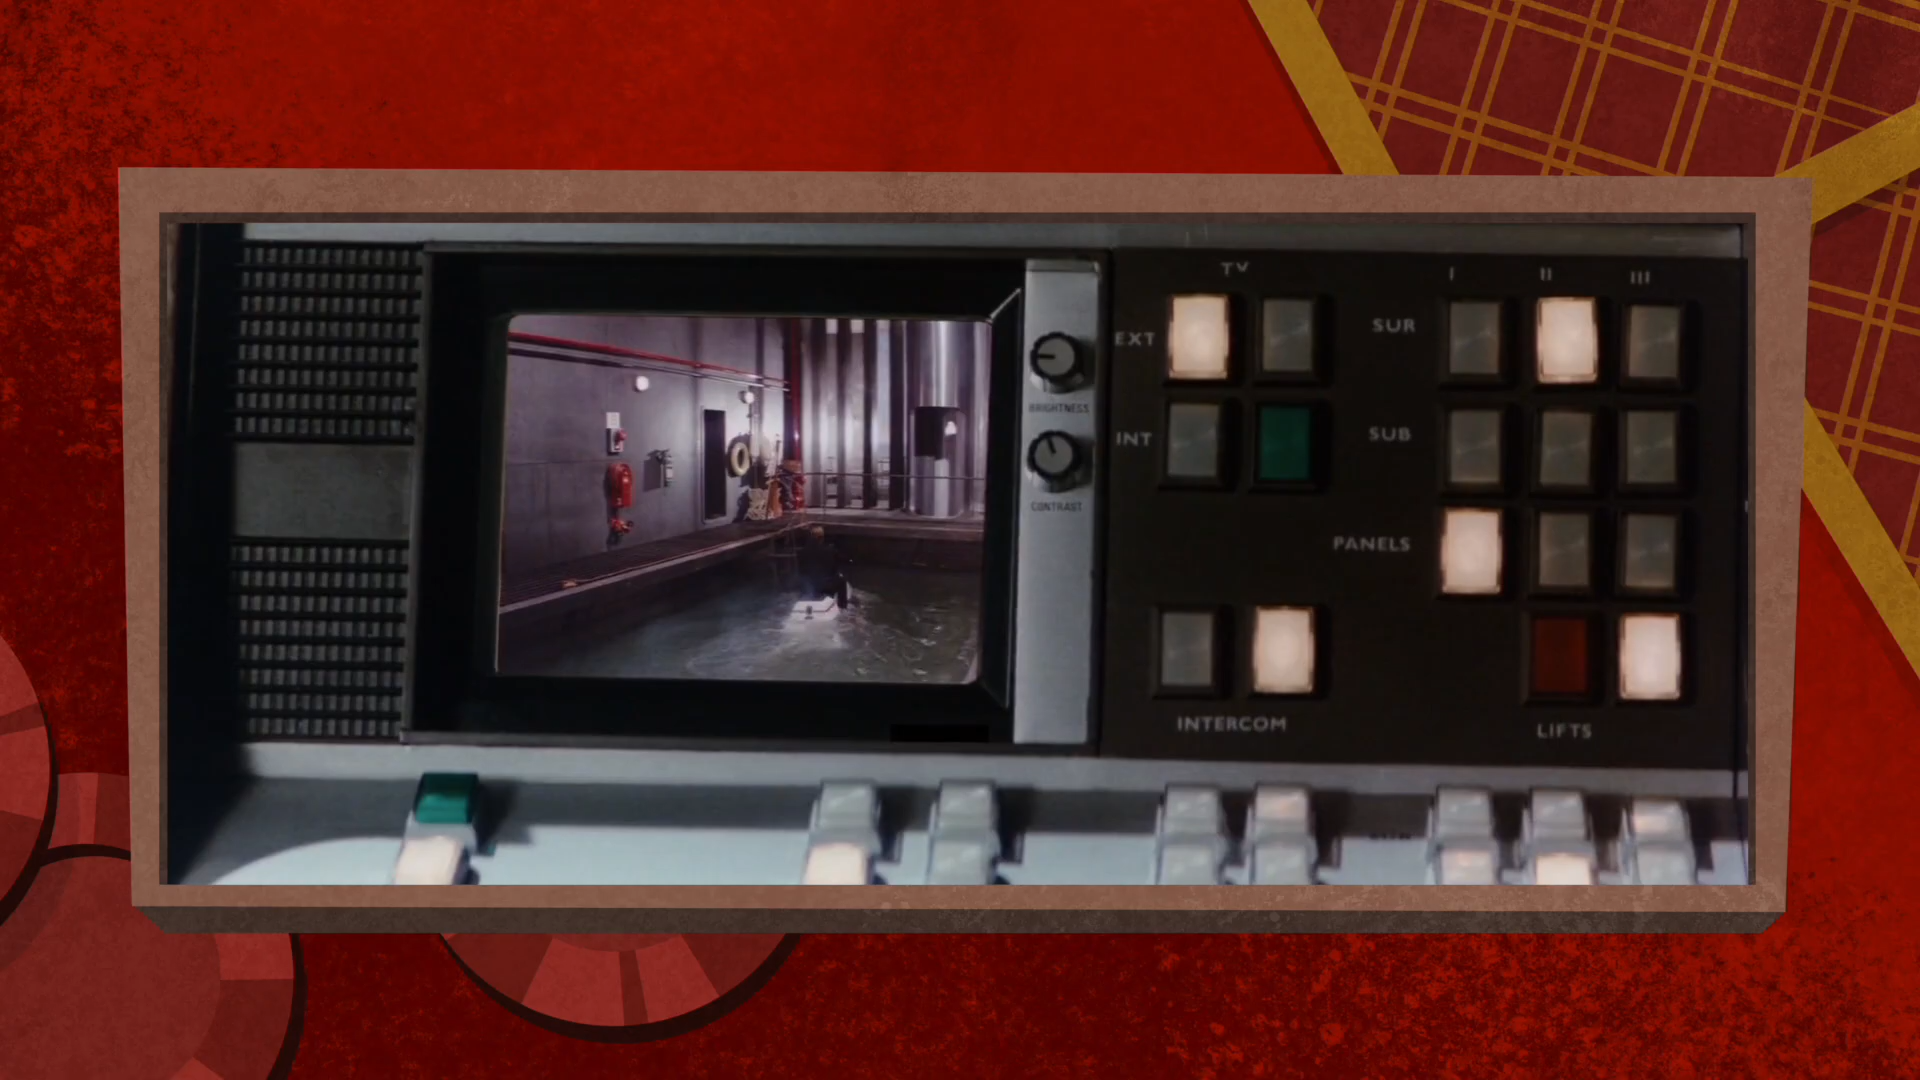 TV
I II III
EXT
SUR
BRIGHTNESS
INT
SUB
CONTRAST
PANELS
INTERCOM
LIFTS